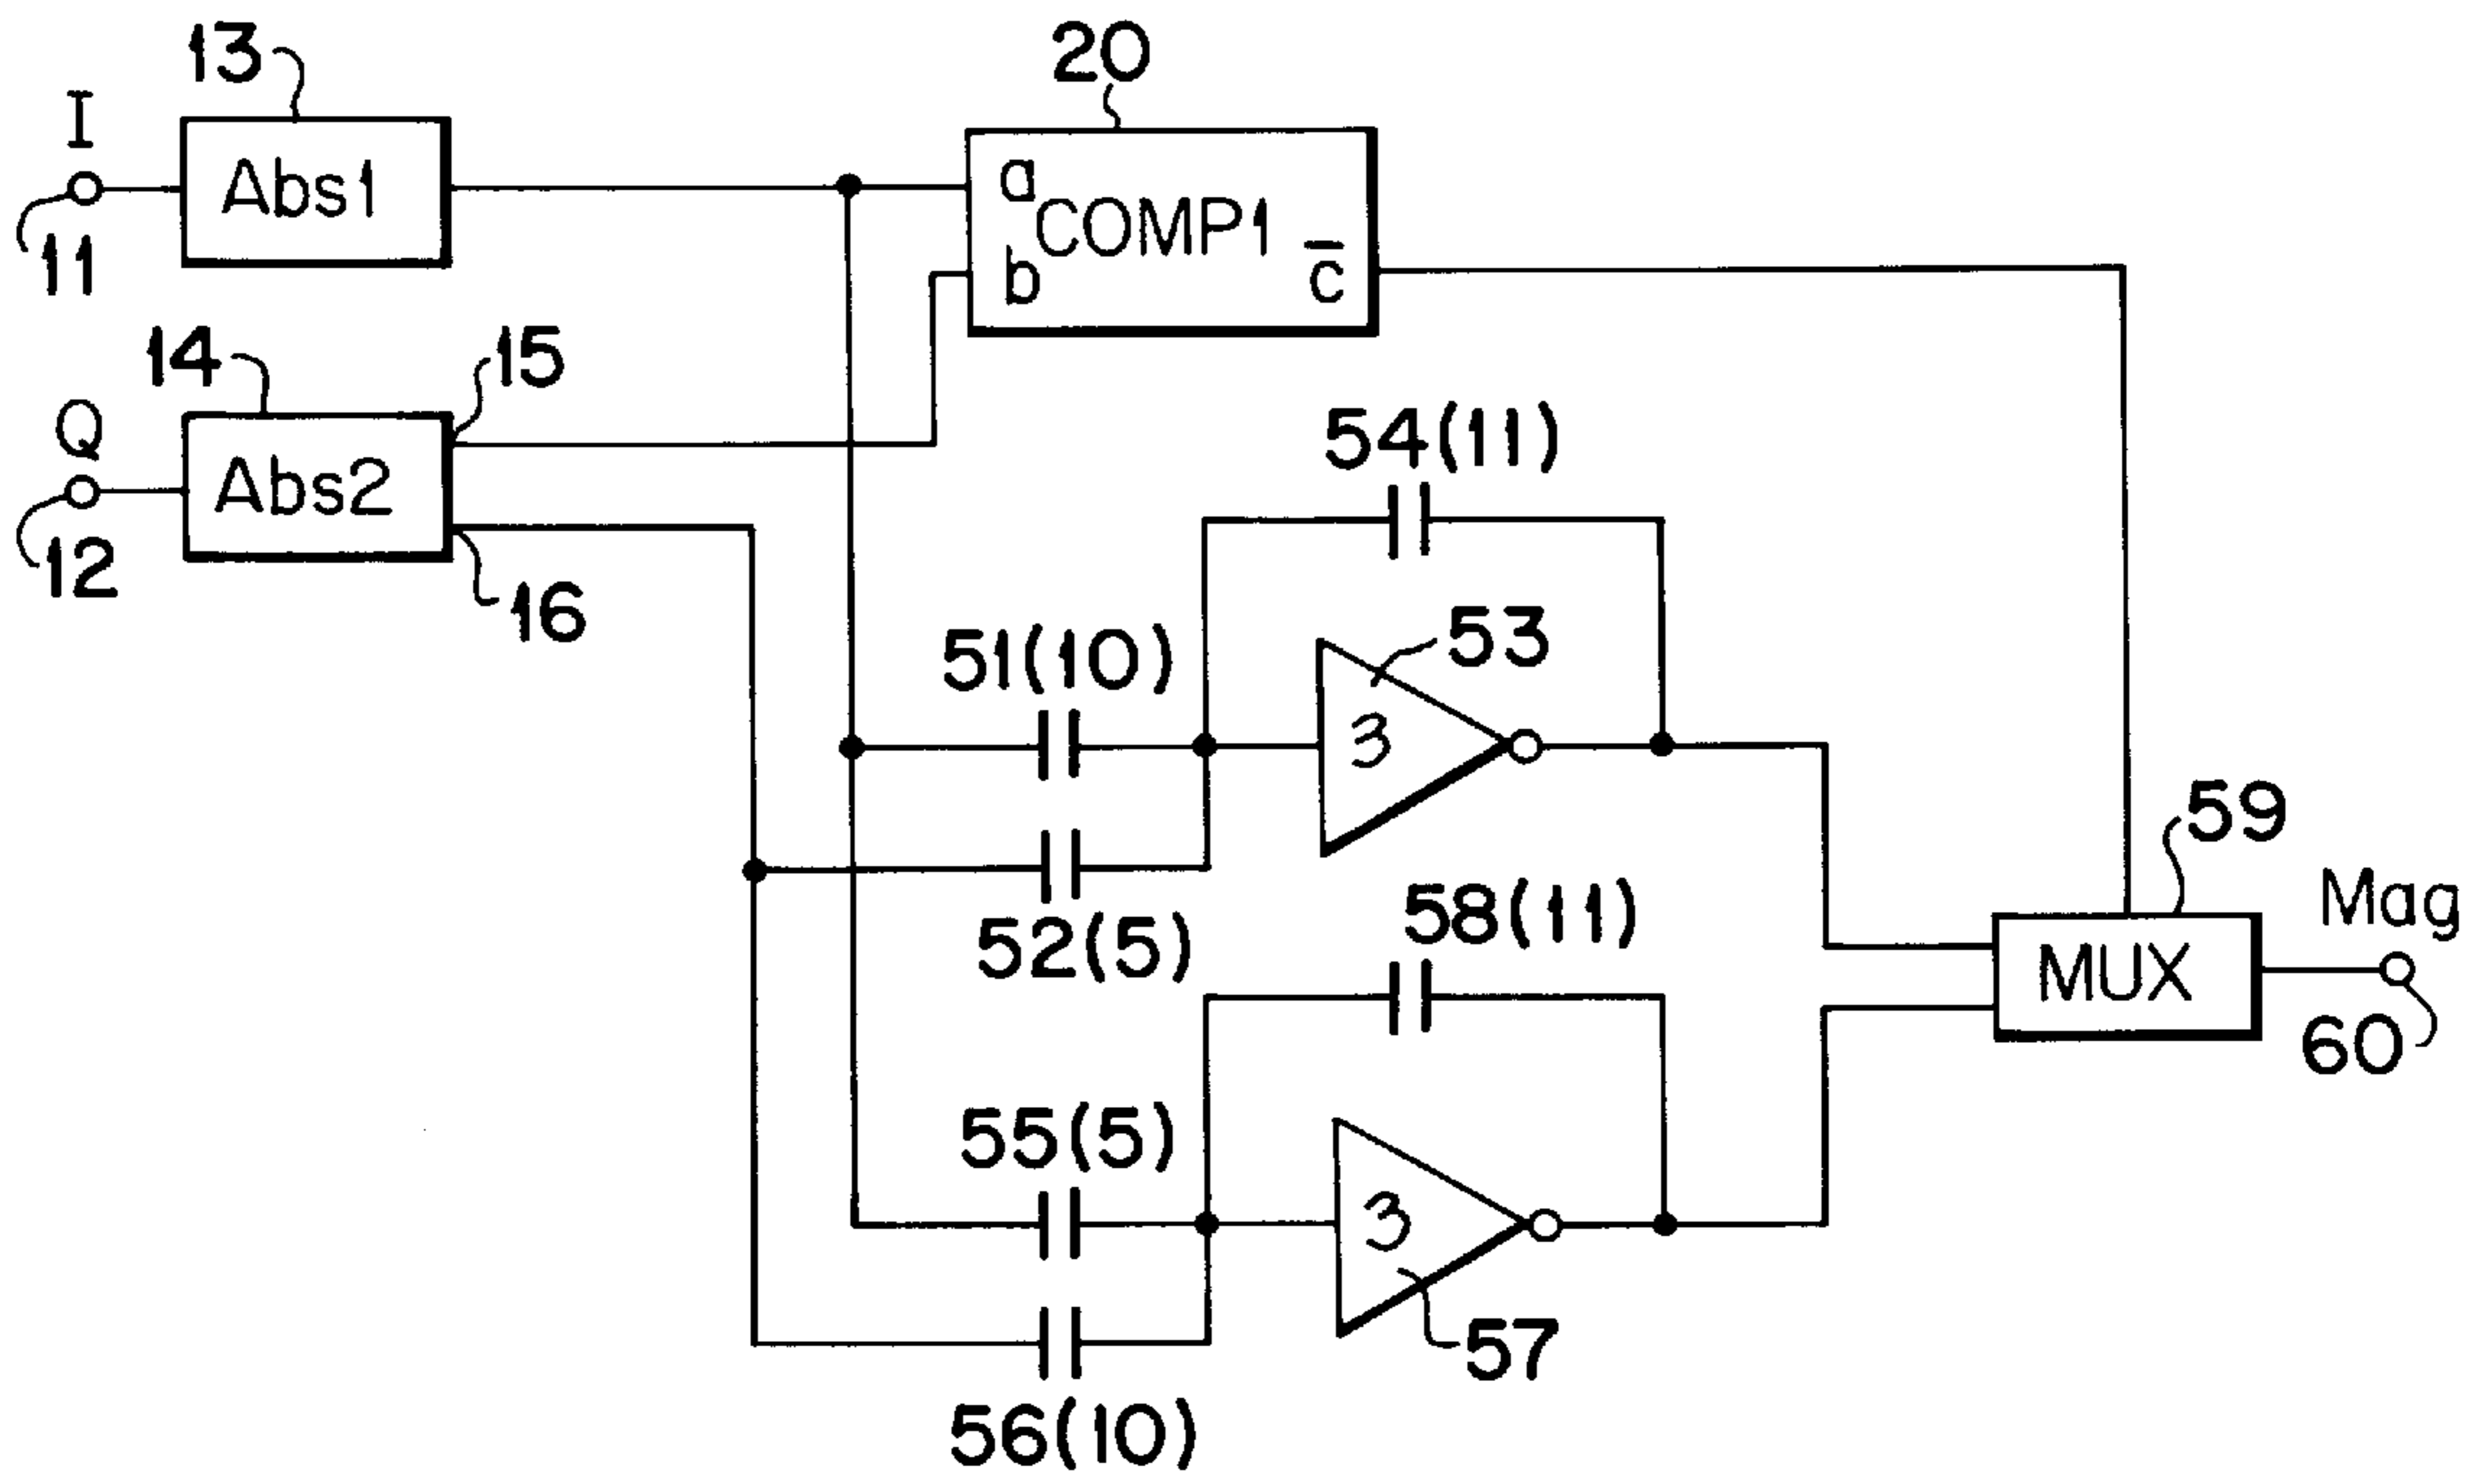 13
20
I
Abs1
a
COMP1
b
c̅
11
14
15
Q
Abs2
12
16
54(11)
51(10)
53
3
59
52(5)
58(11)
Mag
MUX
60
55(5)
3
57
56(10)